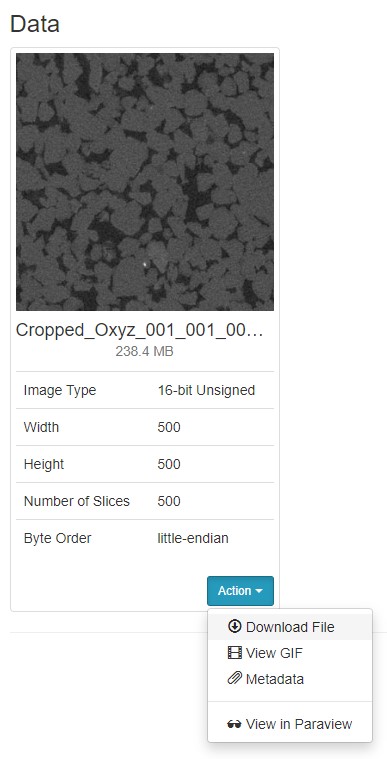 Data
Cropped_Oxyz_001_001_00...
238.4 MB
Image Type 16-bit Unsigned
Width 500
Height 500
Number of Slices 500
Byte Order little-endian
Action
Download File
View GIF
Metadata
View in Paraview